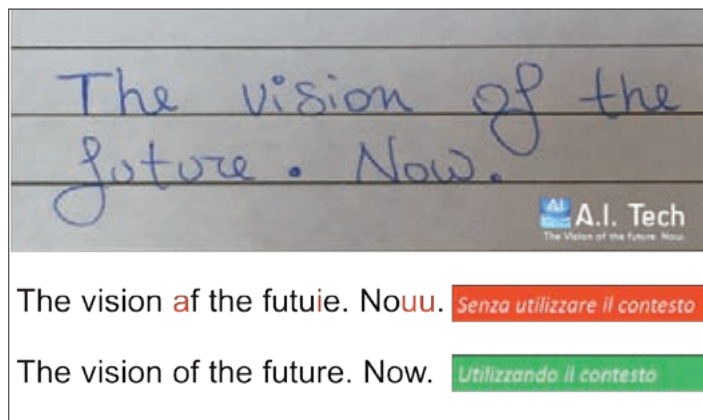 The vision of the
future. Now.
AI A.I. Tech
The Vision of the future. Now.
The vision af the futuie. Nouu. Senza utilizzare il contesto
The vision of the future. Now. Utilizzando il contesto